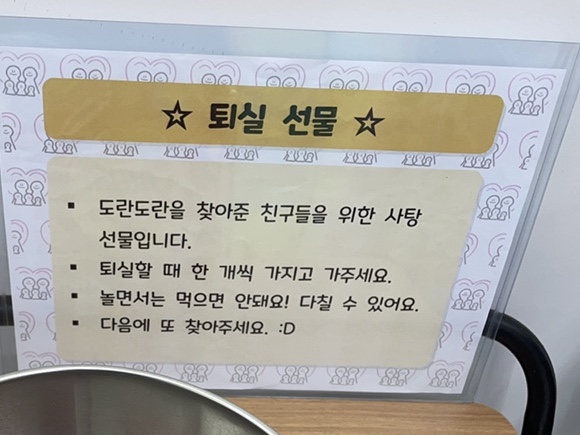 ☆ 퇴실 선물 ☆
▪ 도란도란을 찾아준 친구들을 위한 사탕
선물입니다.
▪ 퇴실할 때 한 개씩 가지고 가주세요.
▪ 놀면서는 먹으면 안돼요! 다칠 수 있어요.
▪ 다음에 또 찾아주세요. :D